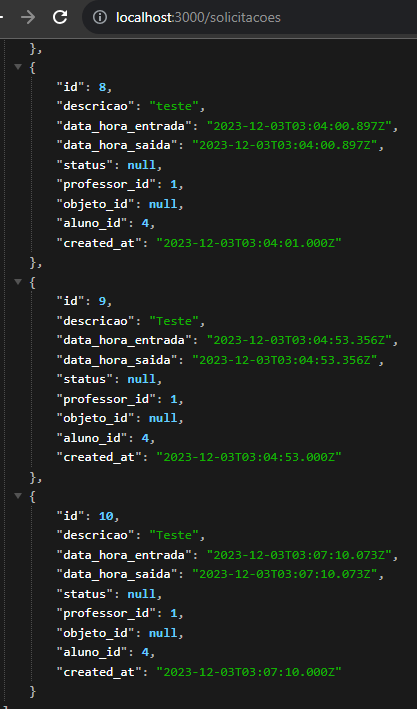 localhost:3000/solicitacoes
},
{
"id": 8,
"descricao": "teste",
"data_hora_entrada": "2023-12-03T03:04:00.897Z",
"data_hora_saida": "2023-12-03T03:04:00.897Z",
"status": null,
"professor_id": 1,
"objeto_id": null,
"aluno_id": 4,
"created_at": "2023-12-03T03:04:01.000Z"
},
{
"id": 9,
"descricao": "Teste",
"data_hora_entrada": "2023-12-03T03:04:53.356Z",
"data_hora_saida": "2023-12-03T03:04:53.356Z",
"status": null,
"professor_id": 1,
"objeto_id": null,
"aluno_id": 4,
"created_at": "2023-12-03T03:04:53.000Z"
},
{
"id": 10,
"descricao": "Teste",
"data_hora_entrada": "2023-12-03T03:07:10.073Z",
"data_hora_saida": "2023-12-03T03:07:10.073Z",
"status": null,
"professor_id": 1,
"objeto_id": null,
"aluno_id": 4,
"created_at": "2023-12-03T03:07:10.000Z"
}